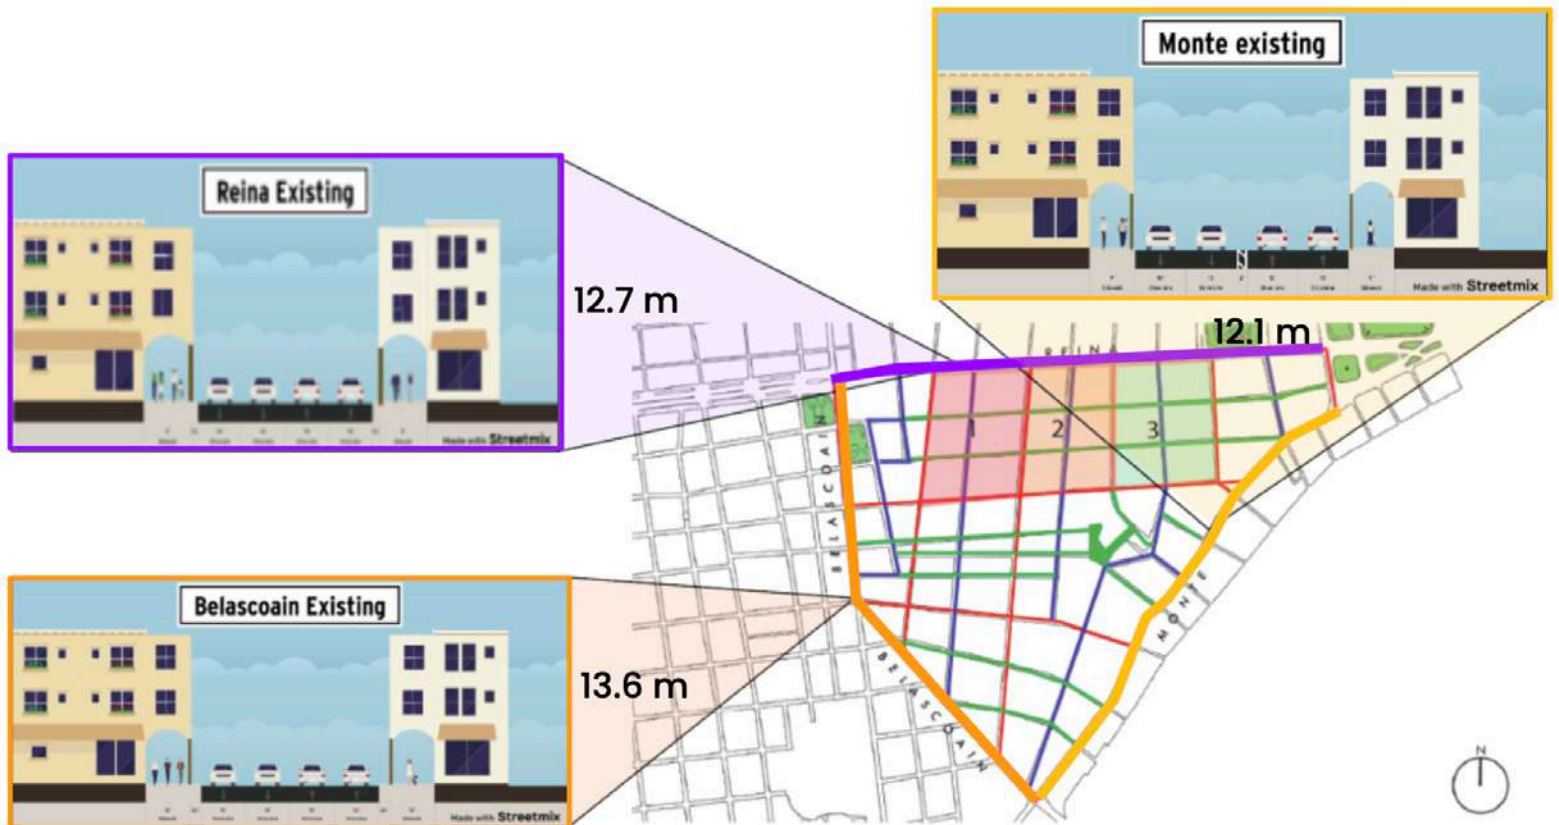 Monte existing
Made with Streetmix
Reina Existing
Made with Streetmix
12.7 m
12.1 m
REINA
1
2
3
BELASCOAIN
MONTE
Belascoain Existing
Made with Streetmix
13.6 m
BELASCOAIN
N